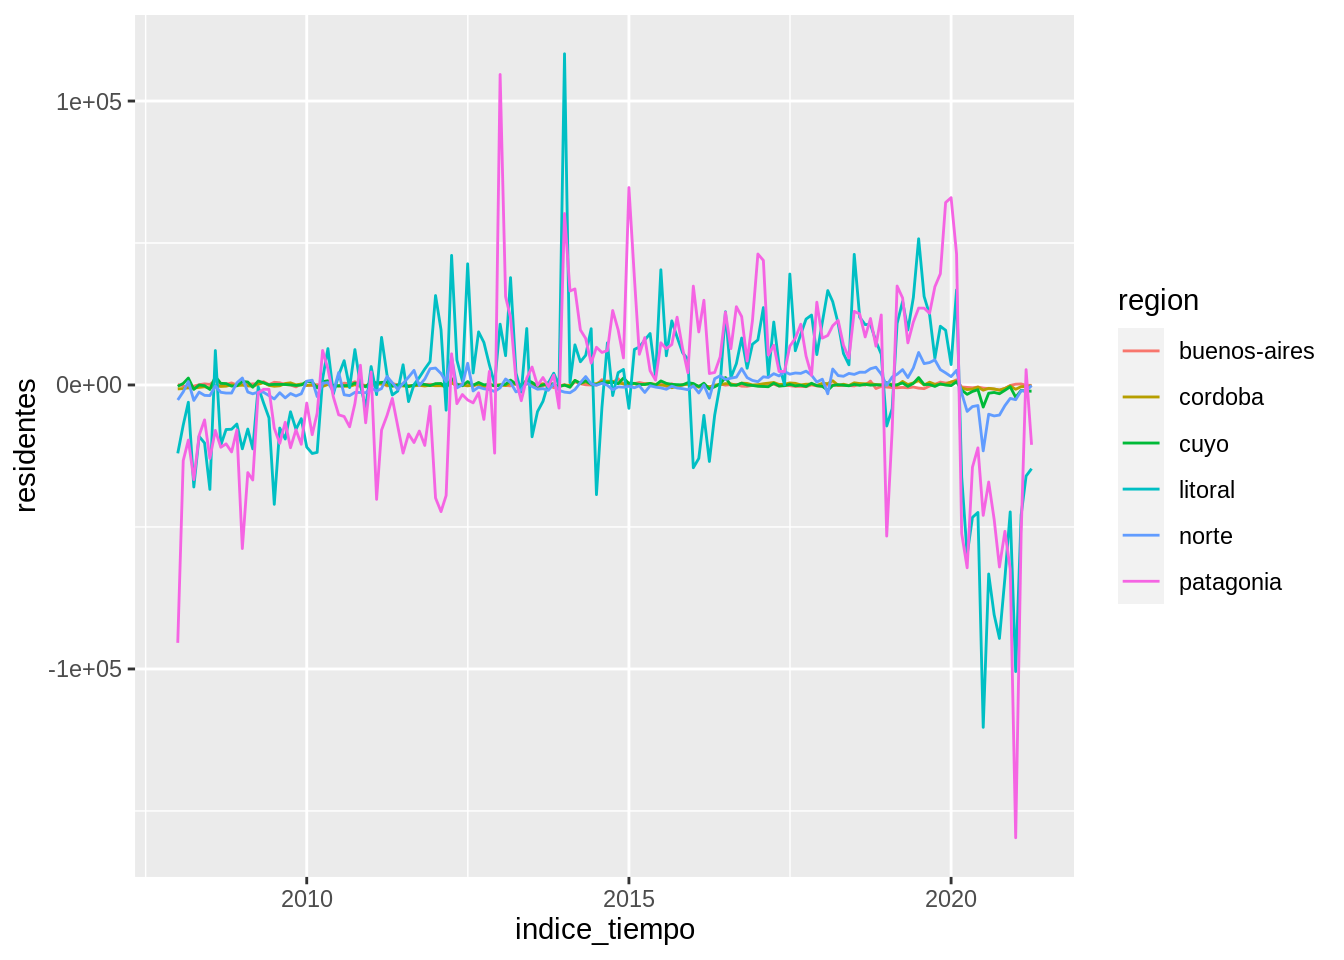 residentes
1e+05
0e+00
-1e+05
2010
2015
2020
indice_tiempo
region
buenos-aires
cordoba
cuyo
litoral
norte
patagonia